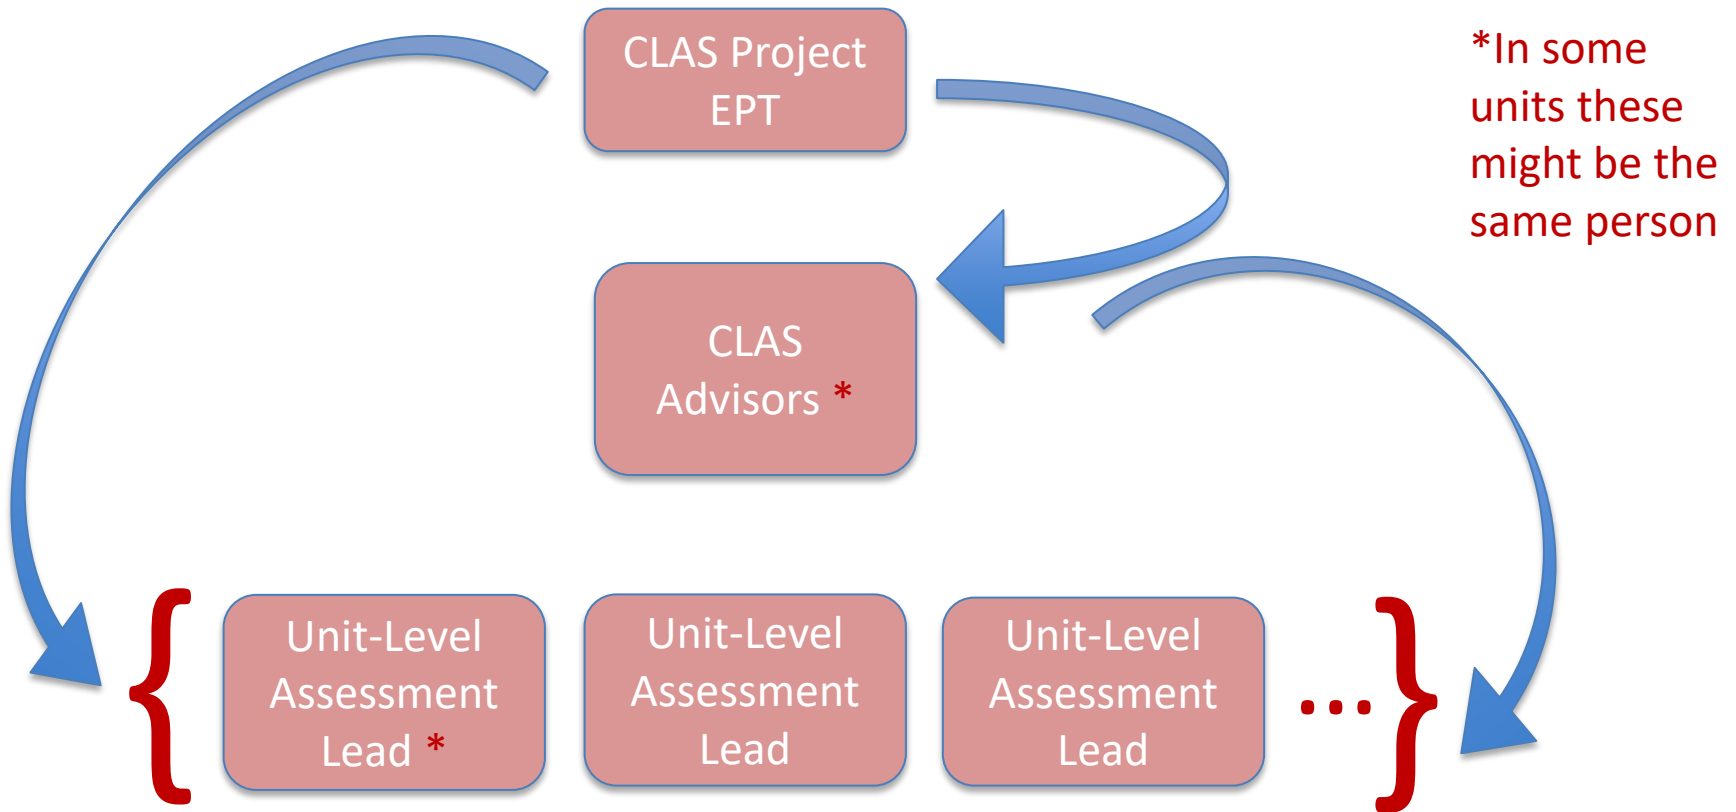 CLAS Project
EPT
*In some
units these
might be the
same person
CLAS
Advisors *
{
Unit-Level
Assessment
Lead *
Unit-Level
Assessment
Lead
Unit-Level
Assessment
Lead
...
}